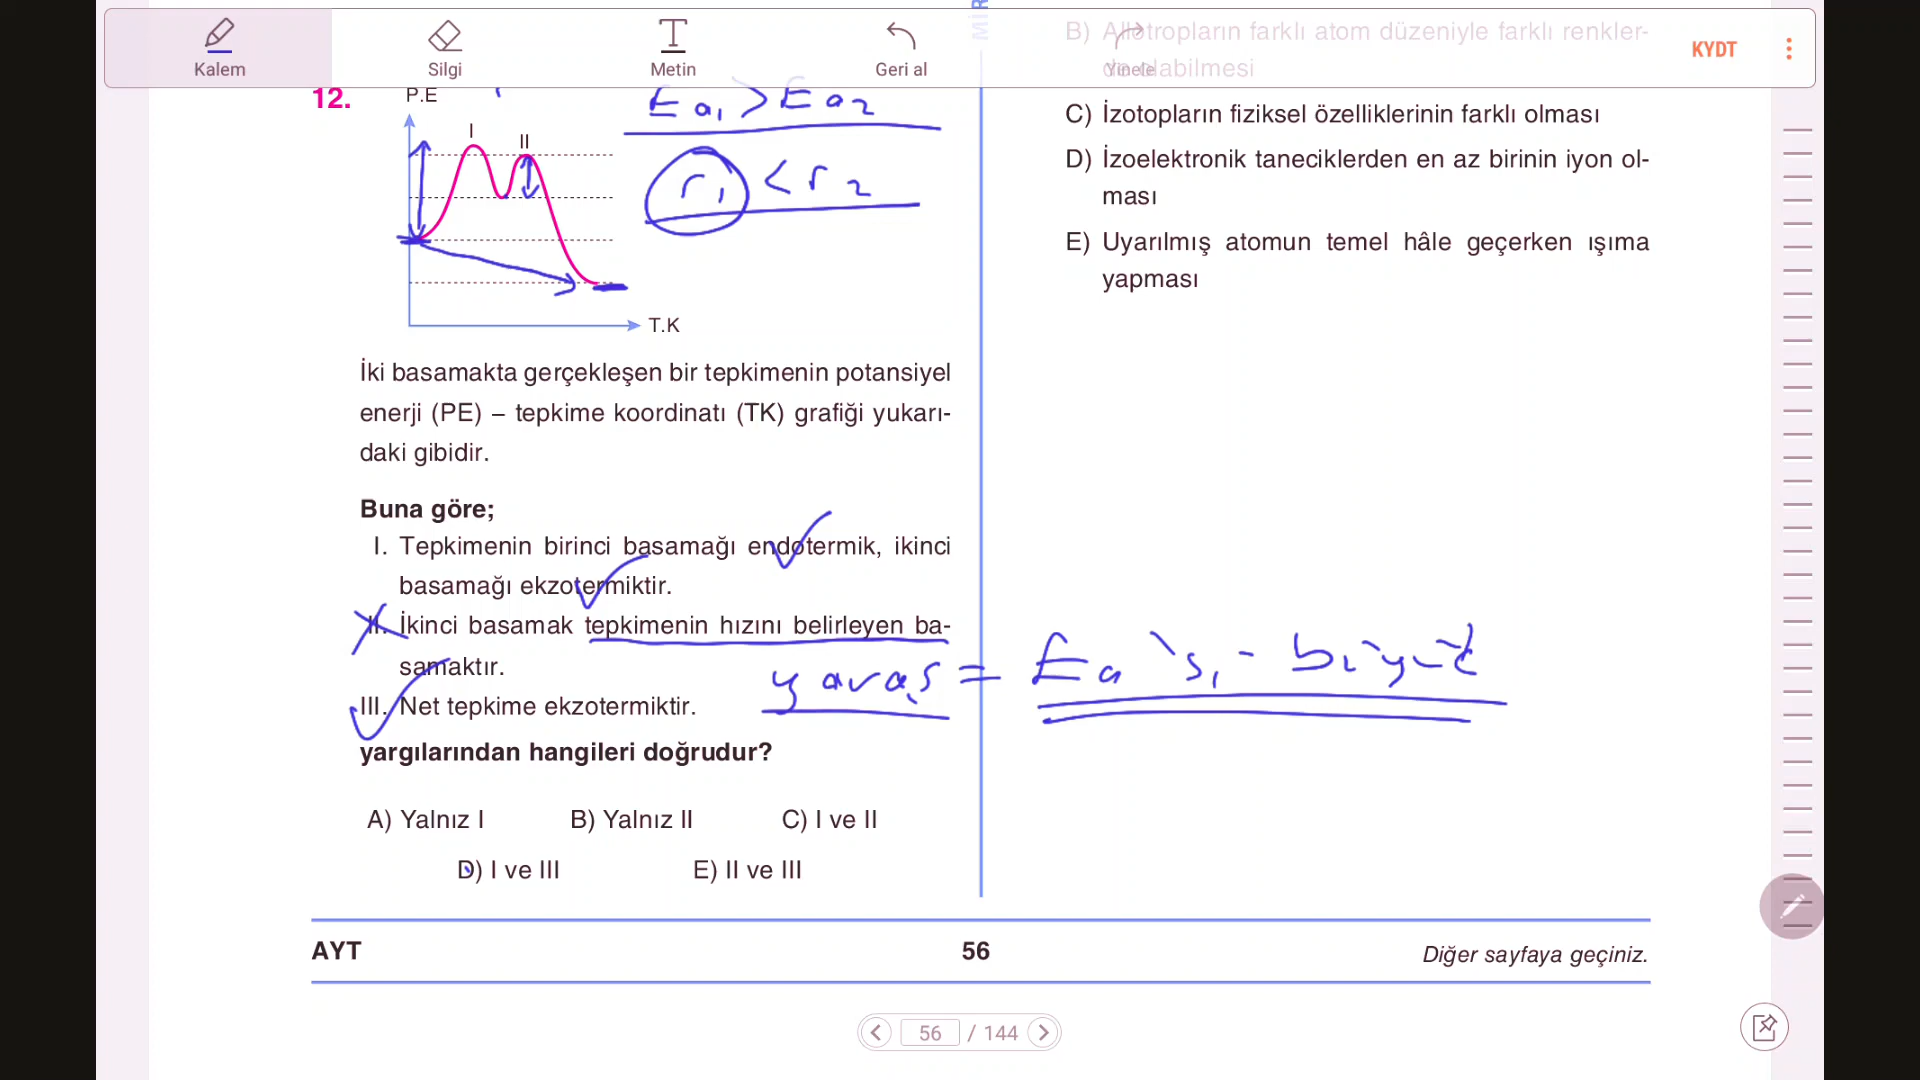 Kalem
Silgi
Metin
Geri al
Yinele
KYDT
12.
P.E
I
II
T.K
Ea1 > Ea2
r1 < r2
İki basamakta gerçekleşen bir tepkimenin potansiyel
enerji (PE) – tepkime koordinatı (TK) grafiği yukarı-
daki gibidir.
Buna göre;
I. Tepkimenin birinci basamağı endotermik, ikinci
basamağı ekzotermiktir.
II. İkinci basamak tepkimenin hızını belirleyen ba-
samaktır.
III. Net tepkime ekzotermiktir.
yavaş = Ea'sı büyük
yargılarından hangileri doğrudur?
A) Yalnız I B) Yalnız II C) I ve II
D) I ve III E) II ve III
MİR
B) Allotropların farklı atom düzeniyle farklı renkler-
de olabilmesi
C) İzotopların fiziksel özelliklerinin farklı olması
D) İzoelektronik taneciklerden en az birinin iyon ol-
ması
E) Uyarılmış atomun temel hâle geçerken ışıma
yapması
AYT 56 Diğer sayfaya geçiniz.
56 / 144